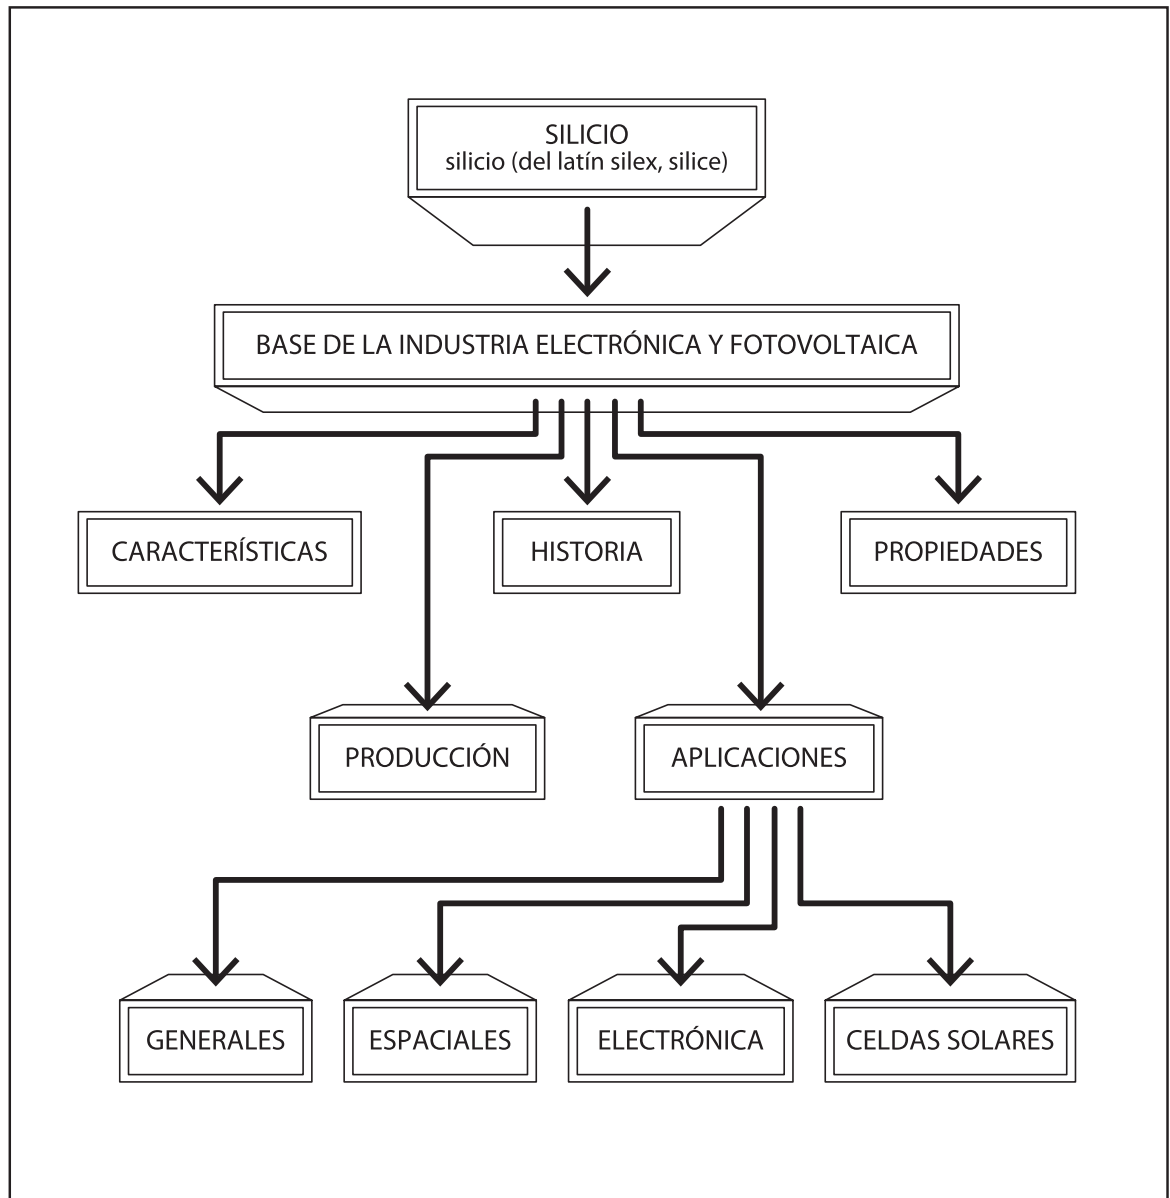 SILICIO
silicio (del latín silex, silice)
BASE DE LA INDUSTRIA ELECTRÓNICA Y FOTOVOLTAICA
CARACTERÍSTICAS
HISTORIA
PROPIEDADES
PRODUCCIÓN
APLICACIONES
GENERALES
ESPACIALES
ELECTRÓNICA
CELDAS SOLARES